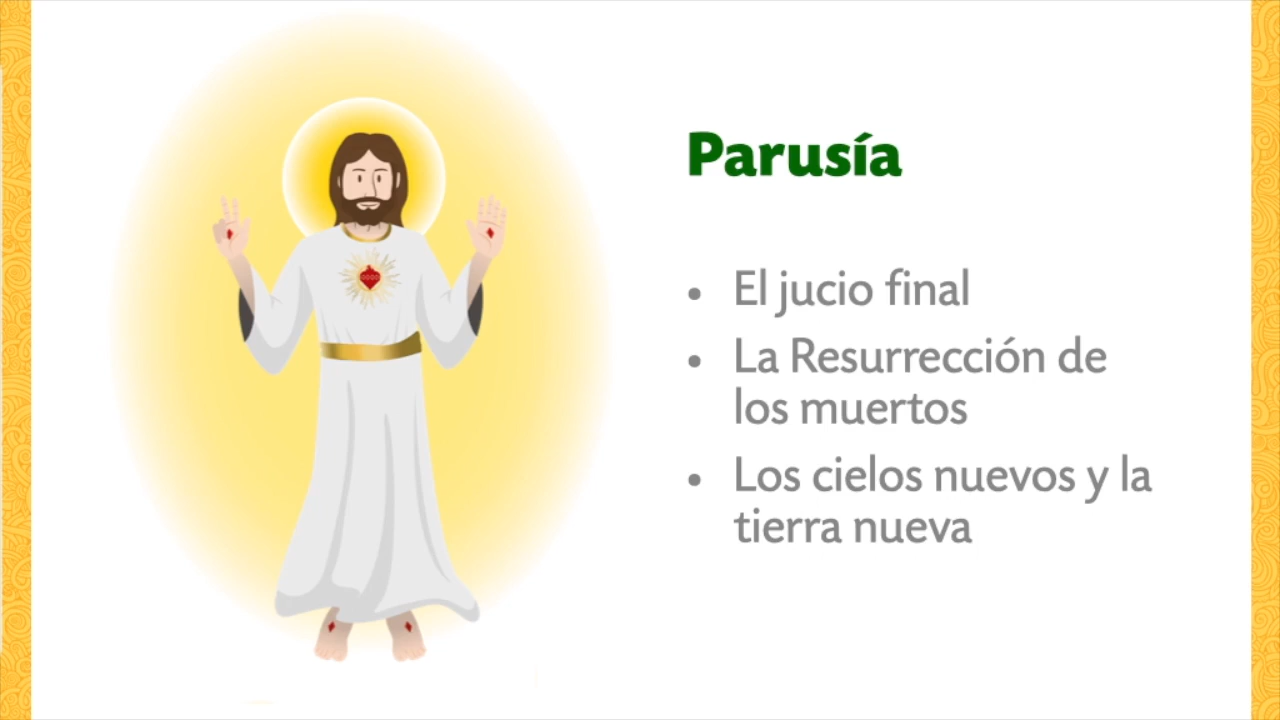 Parusía
• El jucio final
• La Resurrección de
los muertos
• Los cielos nuevos y la
tierra nueva